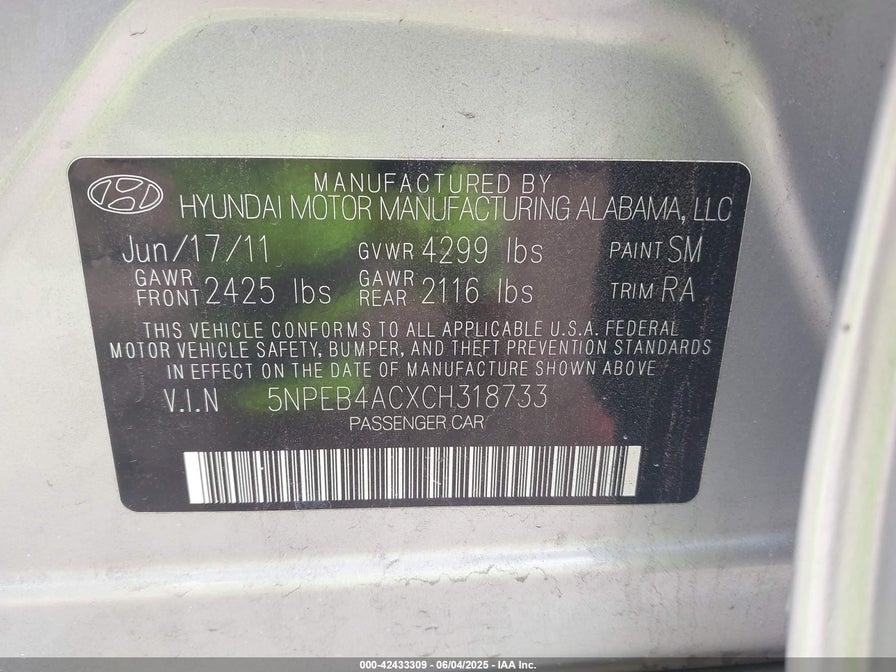 MANUFACTURED BY
HYUNDAI MOTOR MANUFACTURING ALABAMA, LLC
Jun/17/11 GVWR 4299 lbs PAINT SM
GAWR FRONT 2425 lbs GAWR REAR 2116 lbs TRIM RA
THIS VEHICLE CONFORMS TO ALL APPLICABLE U.S.A. FEDERAL
MOTOR VEHICLE SAFETY, BUMPER, AND THEFT PREVENTION STANDARDS
IN EFFECT ON THE DATE OF MANUFACTURE SHOWN ABOVE
V.I.N 5NPEB4ACXCH318733
PASSENGER CAR
000-42433309 | 06/04/2025 - IAA Inc.